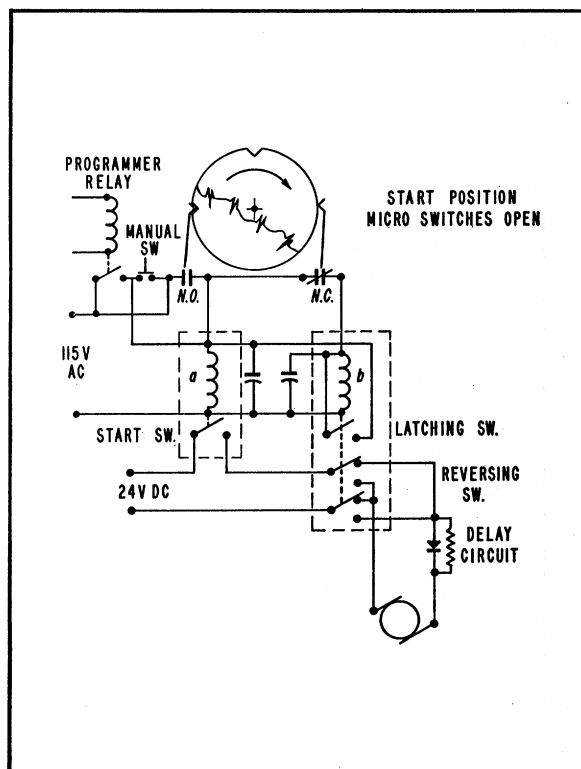 PROGRAMMER
RELAY
MANUAL
SW
START POSITION
MICRO SWITCHES OPEN
N.O.
N.C.
115V
AC
a
b
START SW.
LATCHING SW.
24V DC
REVERSING
SW.
DELAY
CIRCUIT